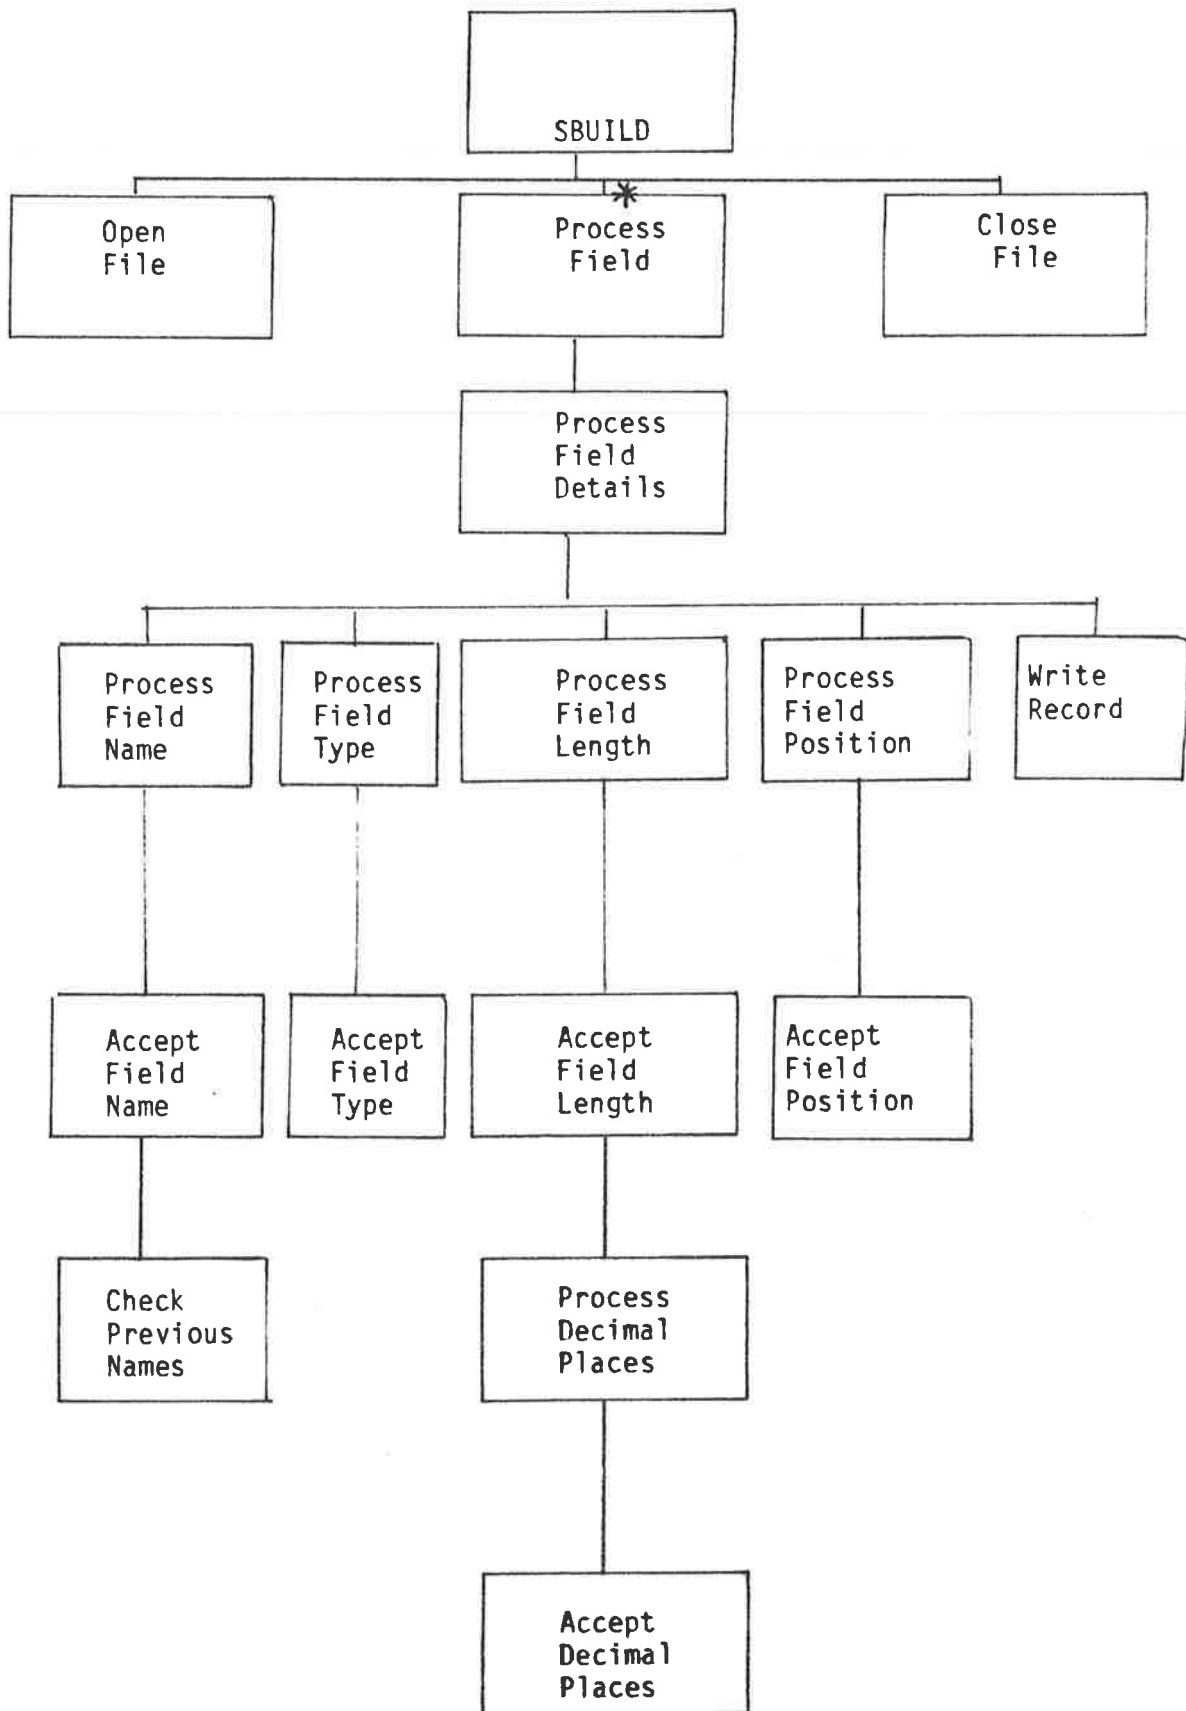 SBUILD
*
Open
File
Process
Field
Close
File
Process
Field
Details
Process
Field
Name
Process
Field
Type
Process
Field
Length
Process
Field
Position
Write
Record
Accept
Field
Name
Accept
Field
Type
Accept
Field
Length
Accept
Field
Position
Check
Previous
Names
Process
Decimal
Places
Accept
Decimal
Places